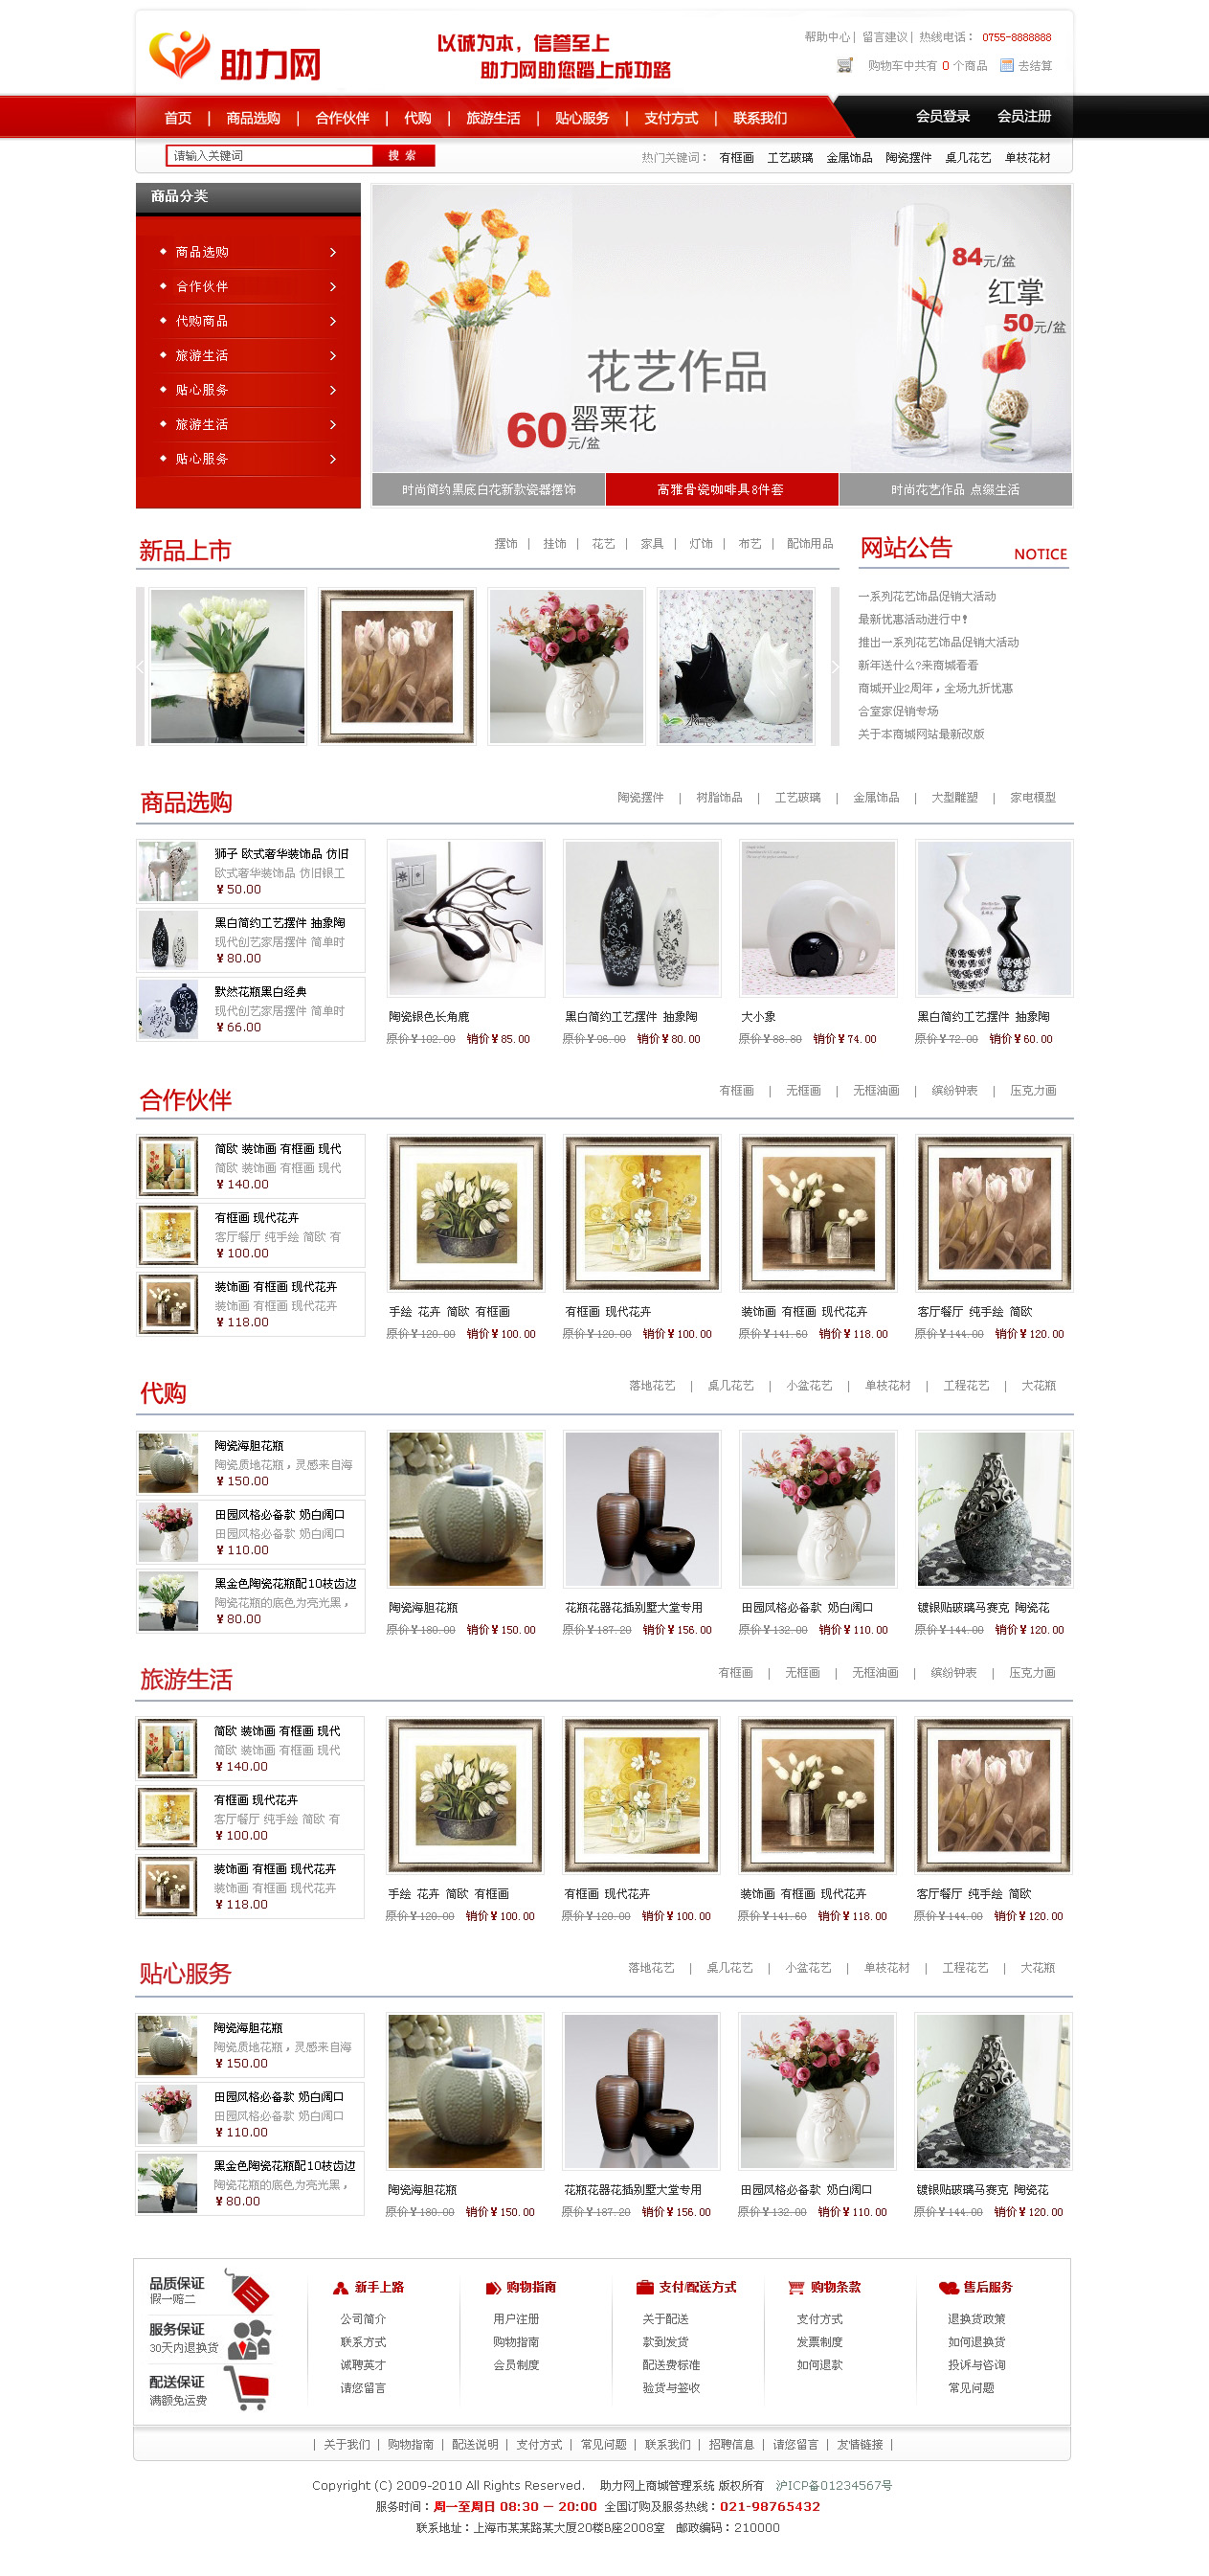 助力网
以诚为本，信誉至上
助力网助您踏上成功路
帮助中心| 留言建议| 热线电话： 0755-8888888
购物车中共有 0 个商品 去结算
首页 | 商品选购 | 合作伙伴 | 代购 | 旅游生活 | 贴心服务 | 支付方式 | 联系我们
会员登录 会员注册
请输入关键词 搜 索
热门关键词： 有框画 工艺玻璃 金属饰品 陶瓷摆件 桌几花艺 单枝花材
商品分类
商品选购
合作伙伴
代购商品
旅游生活
贴心服务
旅游生活
贴心服务
84元/盆
红掌
50元/盆
花艺作品
60元/盆
罂粟花
时尚简约黑底白花新款瓷器摆饰
高雅骨瓷咖啡具8件套
时尚花艺作品 点缀生活
新品上市
摆饰 | 挂饰 | 花艺 | 家具 | 灯饰 | 布艺 | 配饰用品
网站公告 NOTICE
一系列花艺饰品促销大活动
最新优惠活动进行中！
推出一系列花艺饰品促销大活动
新年送什么?来商城看看
商城开业2周年，全场九折优惠
合室家促销专场
关于本商城网站最新改版
商品选购
陶瓷摆件 | 树脂饰品 | 工艺玻璃 | 金属饰品 | 大型雕塑 | 家电模型
狮子 欧式奢华装饰品 仿旧
欧式奢华装饰品 仿旧银工
¥ 50.00
黑白简约工艺摆件 抽象陶
现代创艺家居摆件 简单时
¥ 80.00
默然花瓶黑白经典
现代创艺家居摆件 简单时
¥ 66.00
陶瓷银色长角鹿
原价¥102.00 销价¥85.00
黑白简约工艺摆件 抽象陶
原价¥96.00 销价¥80.00
大小象
原价¥88.80 销价¥74.00
黑白简约工艺摆件 抽象陶
原价¥72.00 销价¥60.00
合作伙伴
有框画 | 无框画 | 无框油画 | 缤纷钟表 | 压克力画
简欧 装饰画 有框画 现代
简欧 装饰画 有框画 现代
¥ 140.00
有框画 现代花卉
客厅餐厅 纯手绘 简欧 有
¥ 100.00
装饰画 有框画 现代花卉
装饰画 有框画 现代花卉
¥ 118.00
手绘 花卉 简欧 有框画
原价¥120.00 销价¥100.00
有框画 现代花卉
原价¥120.00 销价¥100.00
装饰画 有框画 现代花卉
原价¥141.60 销价¥118.00
客厅餐厅 纯手绘 简欧
原价¥144.00 销价¥120.00
代购
落地花艺 | 桌几花艺 | 小盆花艺 | 单枝花材 | 工程花艺 | 大花瓶
陶瓷海胆花瓶
陶瓷质地花瓶，灵感来自海
¥ 150.00
田园风格必备款 奶白阔口
田园风格必备款 奶白阔口
¥ 110.00
黑金色陶瓷花瓶配10枝齿边
陶瓷花瓶的底色为亮光黑，
¥ 80.00
陶瓷海胆花瓶
原价¥180.00 销价¥150.00
花瓶花器花插别墅大堂专用
原价¥187.20 销价¥156.00
田园风格必备款 奶白阔口
原价¥132.00 销价¥110.00
镀银贴玻璃马赛克 陶瓷花
原价¥144.00 销价¥120.00
旅游生活
有框画 | 无框画 | 无框油画 | 缤纷钟表 | 压克力画
简欧 装饰画 有框画 现代
简欧 装饰画 有框画 现代
¥ 140.00
有框画 现代花卉
客厅餐厅 纯手绘 简欧 有
¥ 100.00
装饰画 有框画 现代花卉
装饰画 有框画 现代花卉
¥ 118.00
手绘 花卉 简欧 有框画
原价¥120.00 销价¥100.00
有框画 现代花卉
原价¥120.00 销价¥100.00
装饰画 有框画 现代花卉
原价¥141.60 销价¥118.00
客厅餐厅 纯手绘 简欧
原价¥144.00 销价¥120.00
贴心服务
落地花艺 | 桌几花艺 | 小盆花艺 | 单枝花材 | 工程花艺 | 大花瓶
陶瓷海胆花瓶
陶瓷质地花瓶，灵感来自海
¥ 150.00
田园风格必备款 奶白阔口
田园风格必备款 奶白阔口
¥ 110.00
黑金色陶瓷花瓶配10枝齿边
陶瓷花瓶的底色为亮光黑，
¥ 80.00
陶瓷海胆花瓶
原价¥180.00 销价¥150.00
花瓶花器花插别墅大堂专用
原价¥187.20 销价¥156.00
田园风格必备款 奶白阔口
原价¥132.00 销价¥110.00
镀银贴玻璃马赛克 陶瓷花
原价¥144.00 销价¥120.00
品质保证
假一赔二
服务保证
30天内退换货
配送保证
满额免运费
新手上路
公司简介
联系方式
诚聘英才
请您留言
购物指南
用户注册
购物指南
会员制度
支付/配送方式
关于配送
款到发货
配送费标准
验货与签收
购物条款
支付方式
发票制度
如何退款
售后服务
退换货政策
如何退换货
投诉与咨询
常见问题
| 关于我们 | 购物指南 | 配送说明 | 支付方式 | 常见问题 | 联系我们 | 招聘信息 | 请您留言 | 友情链接 |
Copyright (C) 2009-2010 All Rights Reserved. 助力网上商城管理系统 版权所有 沪ICP备01234567号
服务时间：周一至周日 08:30 — 20:00 全国订购及服务热线：021-98765432
联系地址：上海市某某路某大厦20楼B座2008室 邮政编码：210000